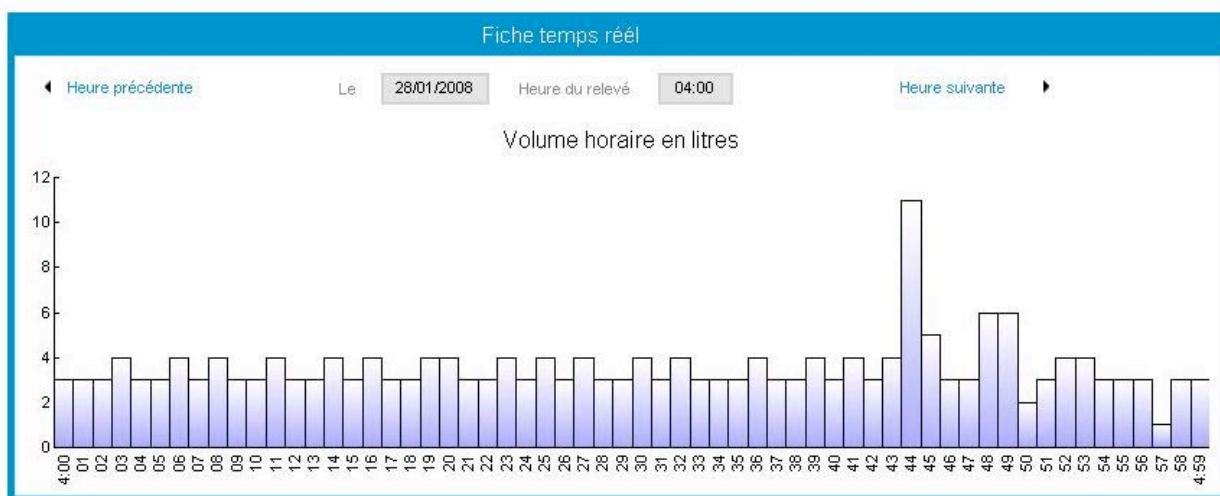 Fiche temps réél
Heure précédente Le 28/01/2008 Heure du relevé 04:00 Heure suivante
Volume horaire en litres
12
10
8
6
4
2
0
4:00 01 02 03 04 05 06 07 08 09 10 11 12 13 14 15 16 17 18 19 20 21 22 23 24 25 26 27 28 29 30 31 32 33 34 35 36 37 38 39 40 41 42 43 44 45 46 47 48 49 50 51 52 53 54 55 56 57 58 4:59